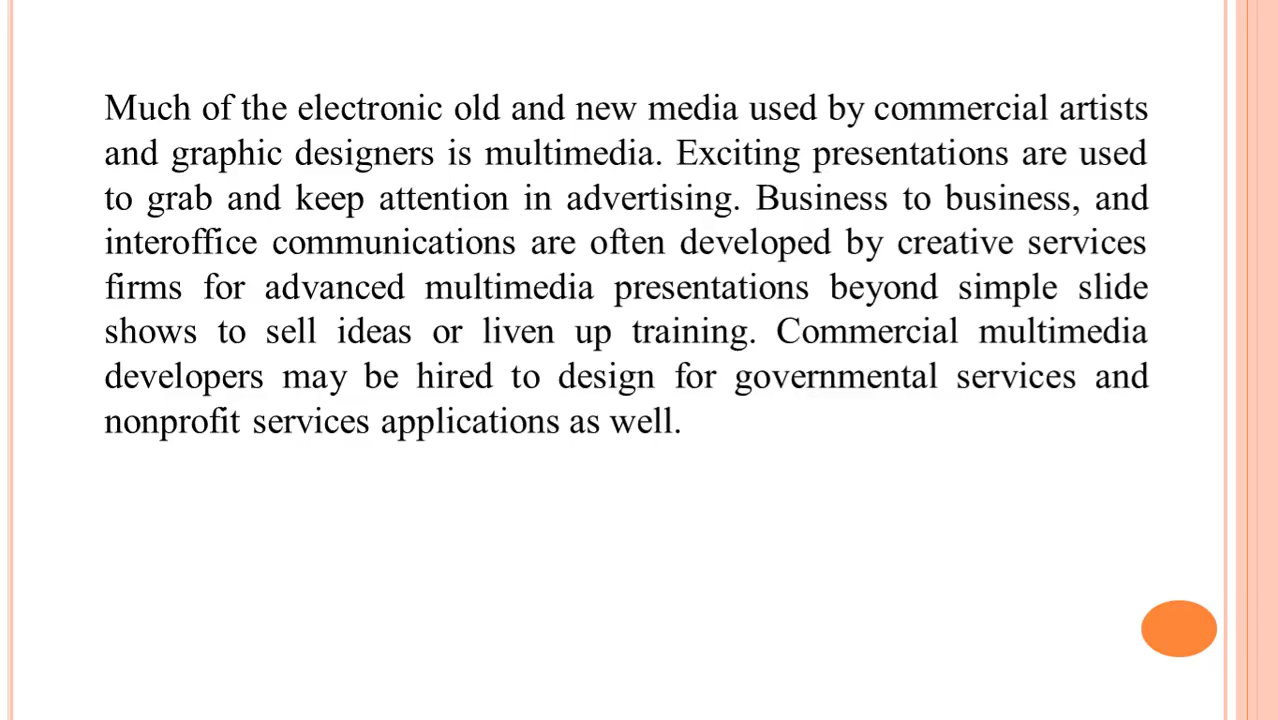 Much of the electronic old and new media used by commercial artists
and graphic designers is multimedia. Exciting presentations are used
to grab and keep attention in advertising. Business to business, and
interoffice communications are often developed by creative services
firms for advanced multimedia presentations beyond simple slide
shows to sell ideas or liven up training. Commercial multimedia
developers may be hired to design for governmental services and
nonprofit services applications as well.